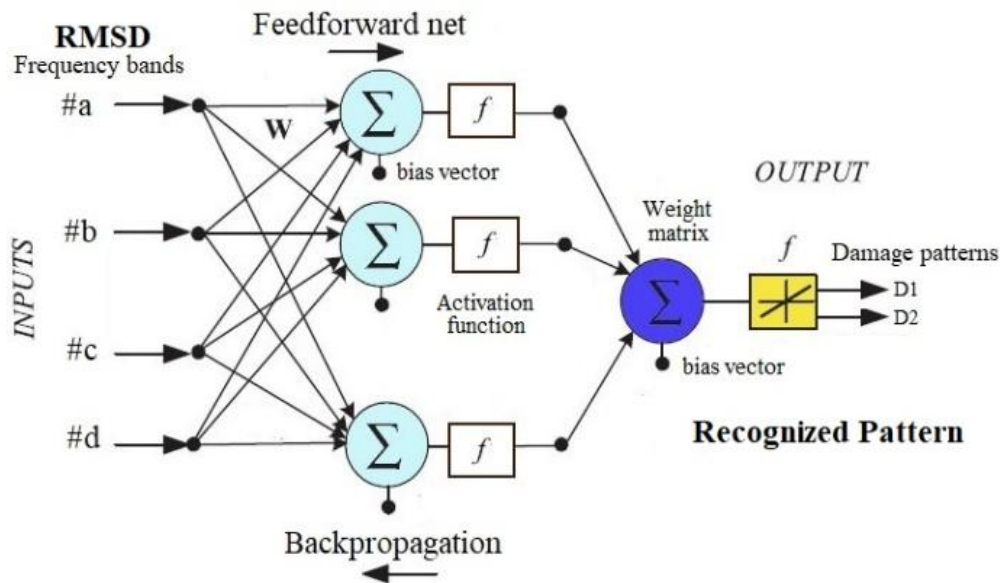 Feedforward net
RMSD
Frequency bands
#a
W
Σ
f
bias vector
OUTPUT
INPUTS
#b
Σ
f
Weight
matrix
f
Damage patterns
Σ
D1
D2
Activation
function
#c
bias vector
#d
Σ
f
Recognized Pattern
Backpropagation